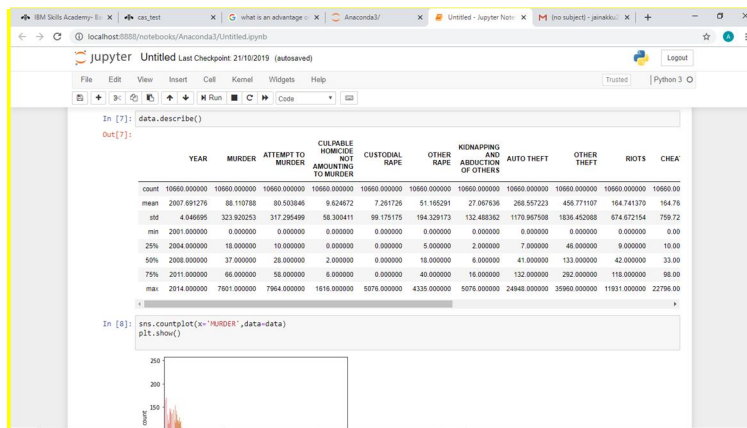 IBM Skills Academy- Ba
cas_test
what is an advantage o
Anaconda3/
Untitled - Jupyter Note
(no subject) - jainakku2
localhost:8888/notebooks/Anaconda3/Untitled.ipynb
A
jupyter Untitled Last Checkpoint: 21/10/2019 (autosaved)
Logout
File Edit View Insert Cell Kernel Widgets Help
Trusted Python 3
Run Code
In [7]: data.describe()
Out[7]:
YEAR MURDER ATTEMPT TO MURDER CULPABLE HOMICIDE NOT AMOUNTING TO MURDER CUSTODIAL RAPE OTHER RAPE KIDNAPPING AND ABDUCTION OF OTHERS AUTO THEFT OTHER THEFT RIOTS CHEAT
count 10660.000000 10660.000000 10660.000000 10660.000000 10660.000000 10660.000000 10660.000000 10660.000000 10660.000000 10660.000000 10660.00
mean 2007.691276 88.110788 80.503846 9.624672 7.261726 51.165291 27.067636 268.557223 456.771107 164.741370 164.76
std 4.046695 323.920253 317.295499 58.300411 99.175175 194.329173 132.488362 1170.967508 1836.452088 674.672154 759.72
min 2001.000000 0.000000 0.000000 0.000000 0.000000 0.000000 0.000000 0.000000 0.000000 0.000000 0.00
25% 2004.000000 18.000000 10.000000 0.000000 0.000000 5.000000 2.000000 7.000000 46.000000 9.000000 10.00
50% 2008.000000 37.000000 28.000000 2.000000 0.000000 18.000000 6.000000 41.000000 133.000000 42.000000 33.00
75% 2011.000000 66.000000 58.000000 6.000000 0.000000 40.000000 16.000000 132.000000 292.000000 118.000000 98.00
max 2014.000000 7601.000000 7964.000000 1616.000000 5076.000000 4335.000000 5076.000000 24948.000000 35960.000000 11931.000000 22796.00
In [8]: sns.countplot(x='MURDER',data=data)
plt.show()
250
200
150
count